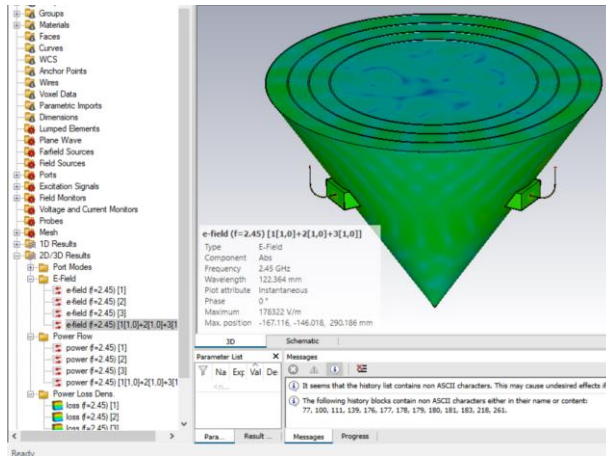 Groups
Materials
Faces
Curves
WCS
Anchor Points
Wires
Voxel Data
Parametric Imports
Dimensions
Lumped Elements
Plane Wave
Farfield Sources
Field Sources
Ports
Excitation Signals
Field Monitors
Voltage and Current Monitors
Probes
Mesh
1D Results
2D/3D Results
Port Modes
E-Field
e-field (f=2.45) [1]
e-field (f=2.45) [2]
e-field (f=2.45) [3]
e-field (f=2.45) [1[1,0]+2[1,0]+3[1
Power Flow
power (f=2.45) [1]
power (f=2.45) [2]
power (f=2.45) [3]
power (f=2.45) [1[1,0]+2[1,0]+3[1
Power Loss Dens.
loss (f=2.45) [1]
loss (f=2.45) [2]
loss (f=2.45) [3]
Ready
e-field (f=2.45) [1[1,0]+2[1,0]+3[1,0]]
Type E-Field
Component Abs
Frequency 2.45 GHz
Wavelength 122.364 mm
Plot attribute Instantaneous
Phase 0 °
Maximum 178322 V/m
Max. position -167.116, -146.018, 290.186 mm
3D Schematic
Parameter List X
Na Exp Val De
Para... Result ...
Messages
It seems that the history list contains non ASCII characters. This may cause undesired effects if
The following history blocks contain non ASCII characters either in their name or content:
77, 100, 111, 139, 176, 177, 178, 179, 180, 181, 183, 218, 261.
Messages Progress